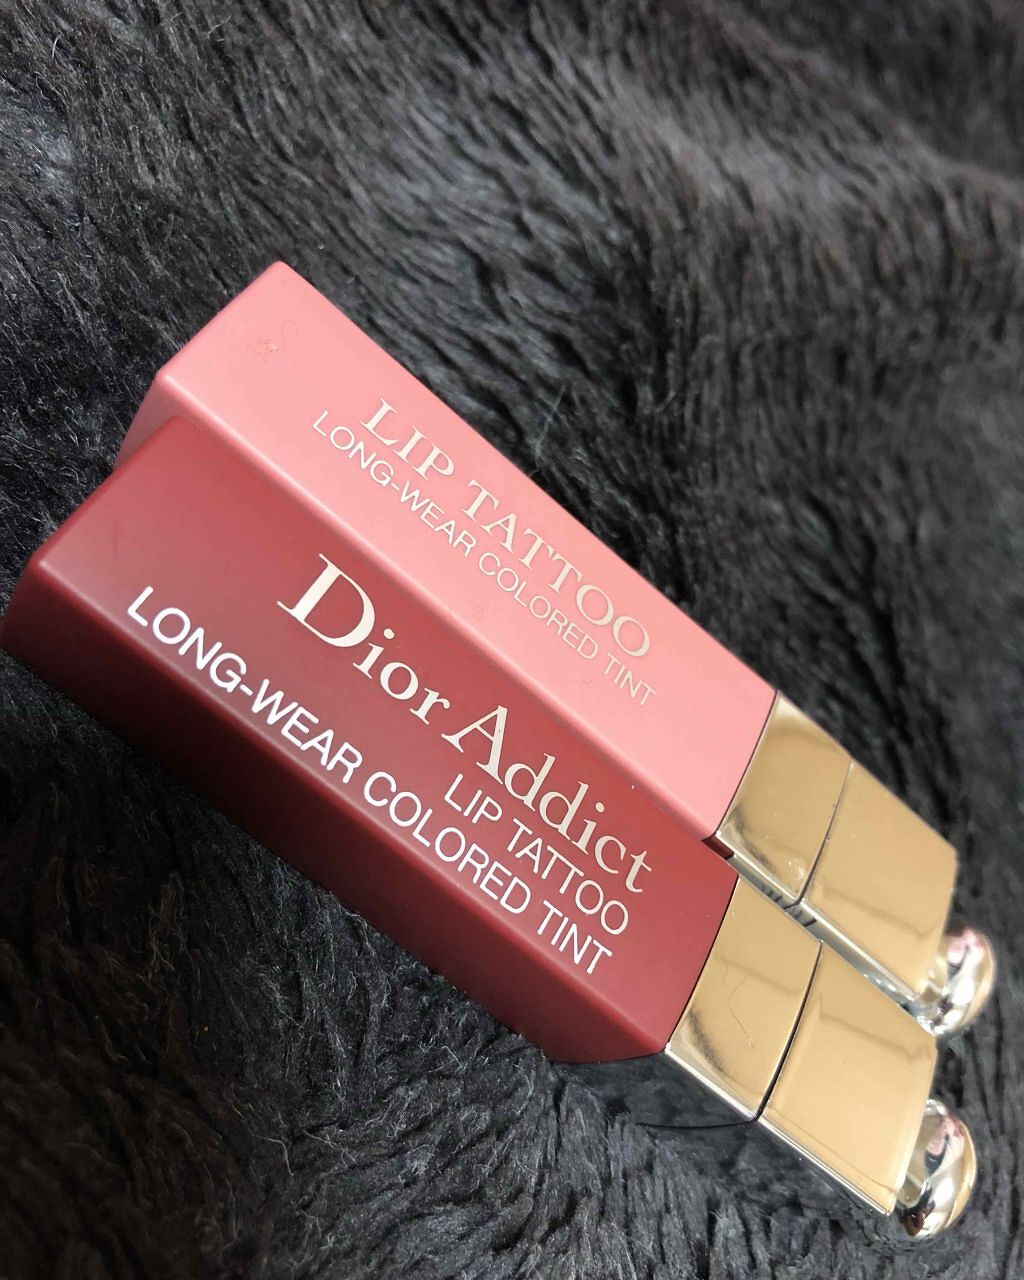 LIP TATTOO
LONG-WEAR COLORED TINT
Dior Addict
LIP TATTOO
LONG-WEAR COLORED TINT